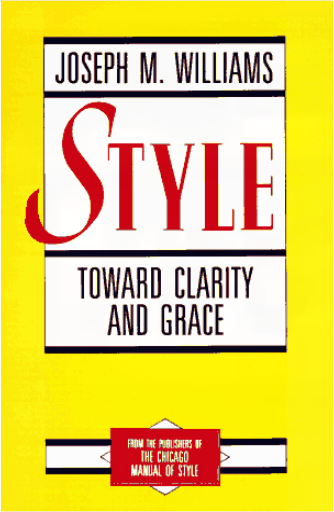 JOSEPH M. WILLIAMS
STYLE
TOWARD CLARITY
AND GRACE
FROM THE PUBLISHERS OF
THE CHICAGO
MANUAL OF STYLE